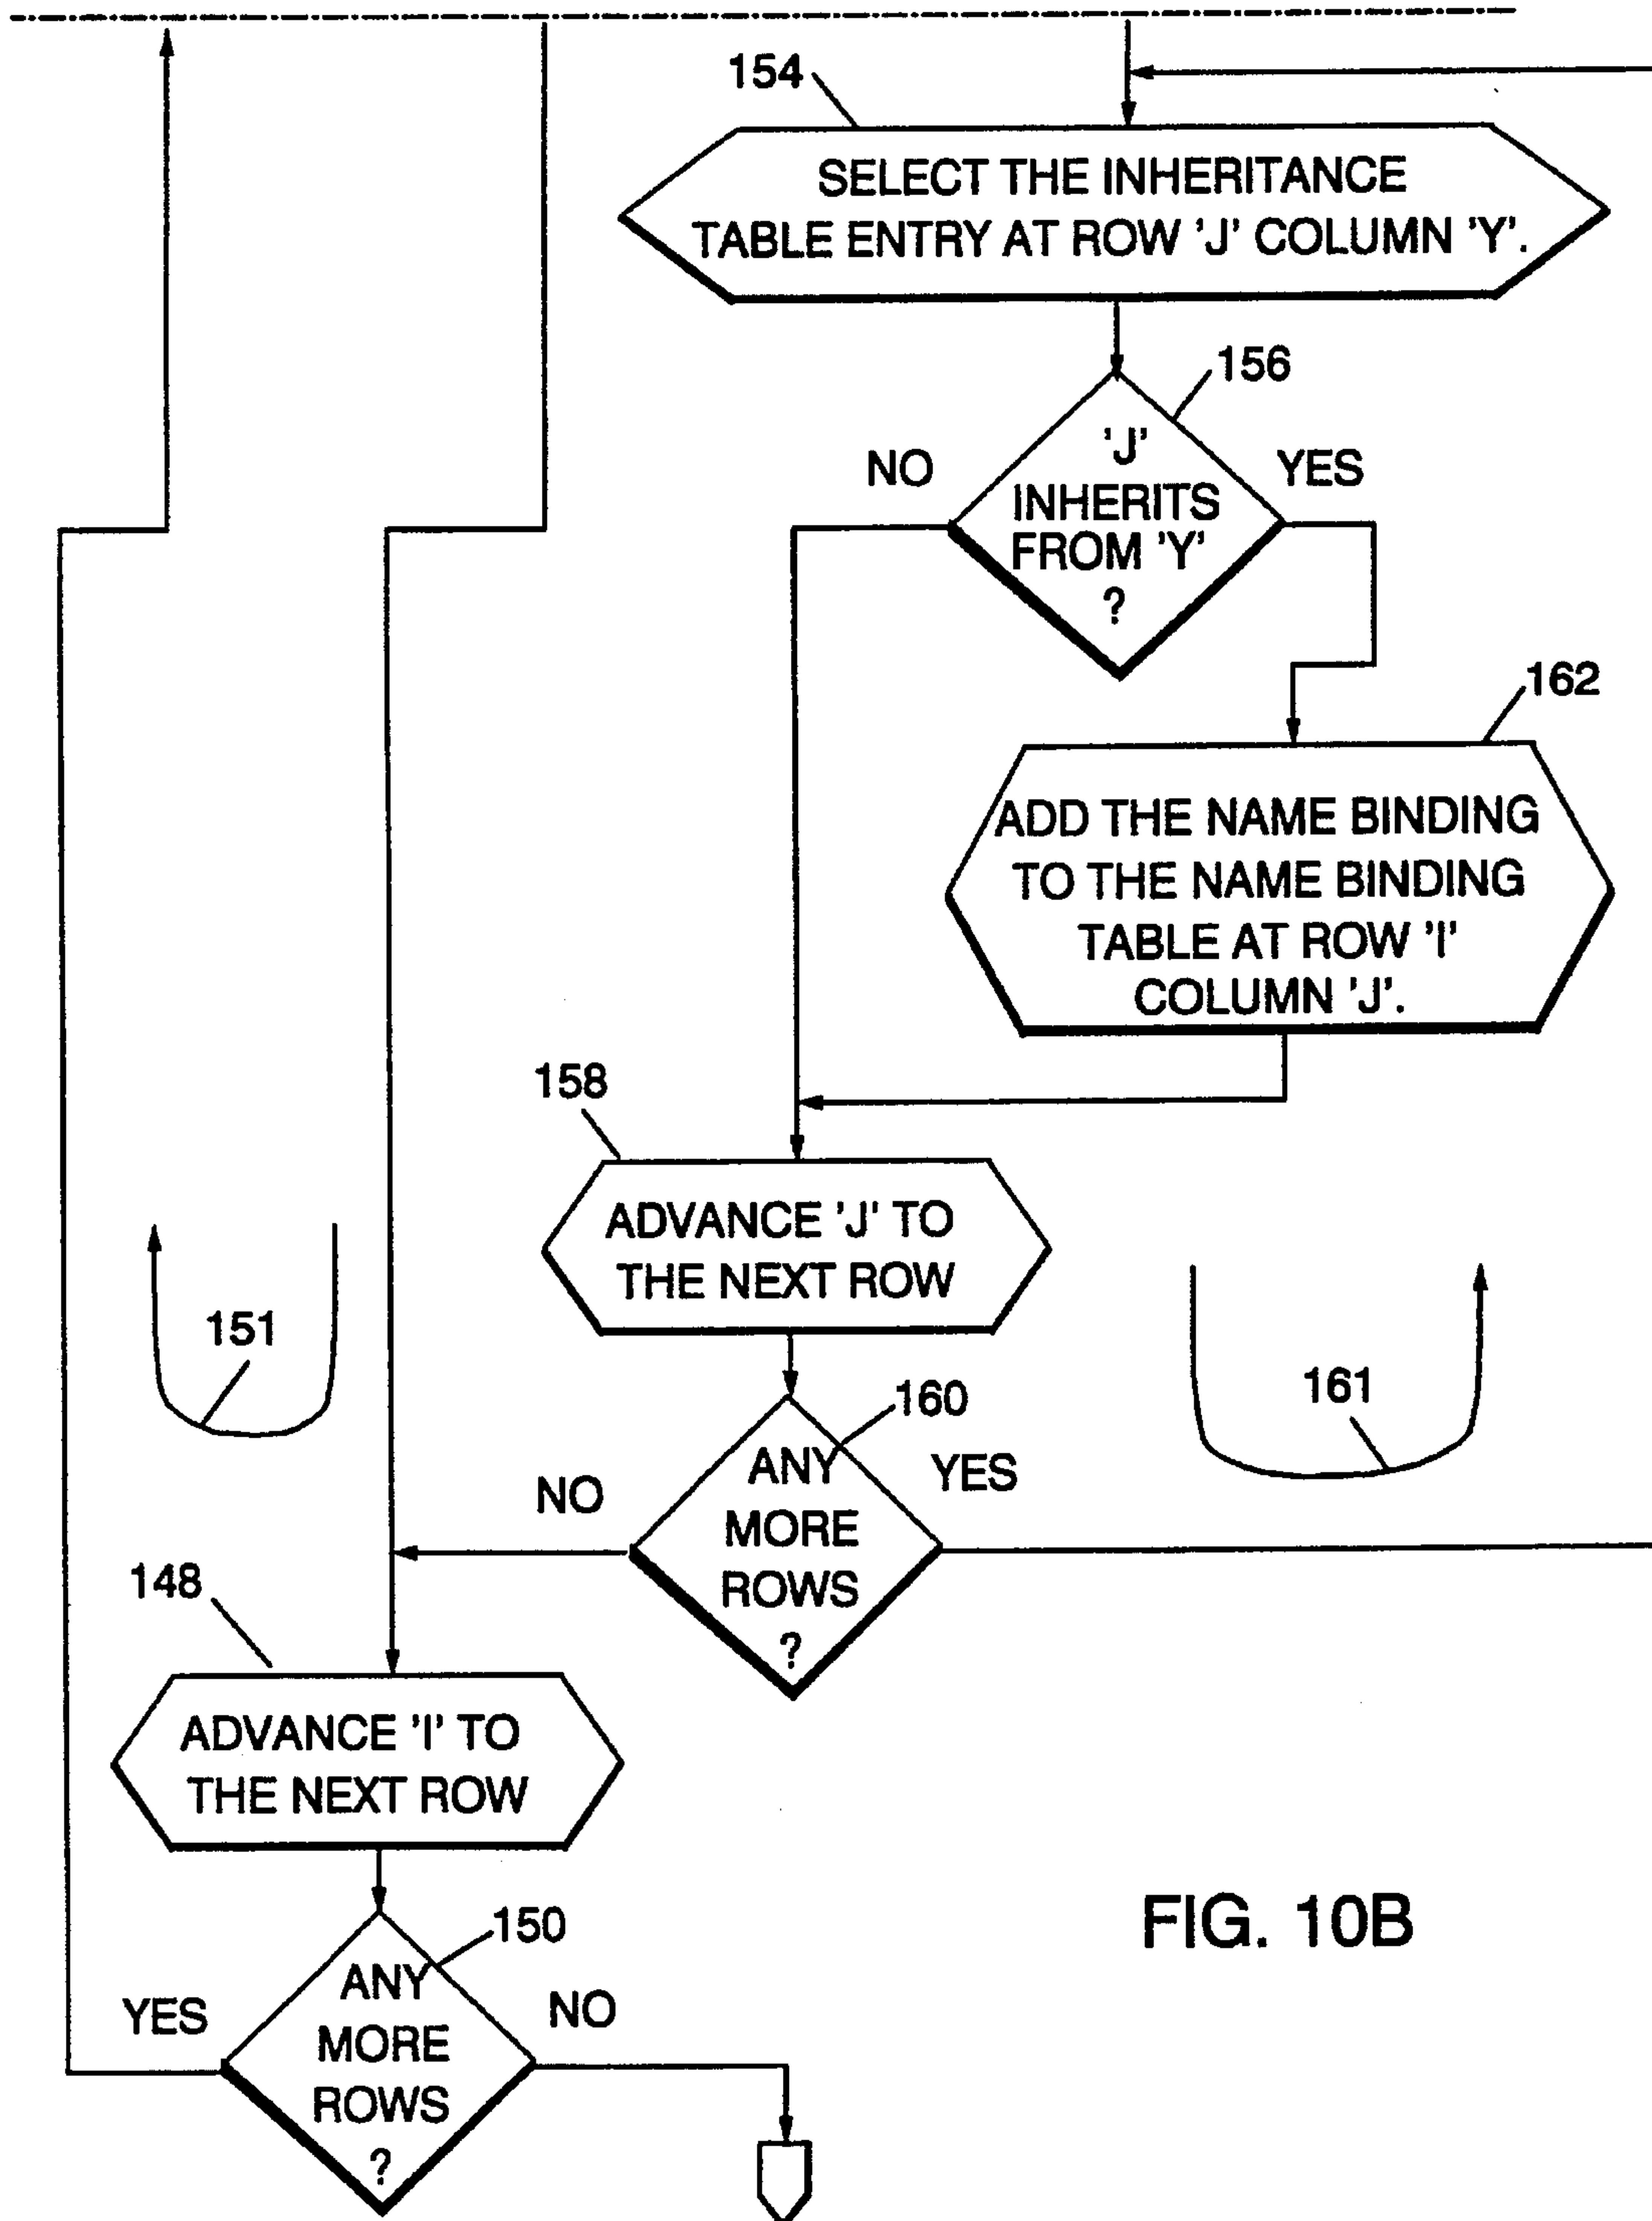 154
SELECT THE INHERITANCE
TABLE ENTRY AT ROW 'J' COLUMN 'Y'.
156
NO
YES
'J'
INHERITS
FROM 'Y'
?
162
ADD THE NAME BINDING
TO THE NAME BINDING
TABLE AT ROW 'I'
COLUMN 'J'.
158
ADVANCE 'J' TO
THE NEXT ROW
151
161
160
NO
YES
ANY
MORE
ROWS
?
148
ADVANCE 'I' TO
THE NEXT ROW
150
YES
NO
ANY
MORE
ROWS
?
FIG. 10B